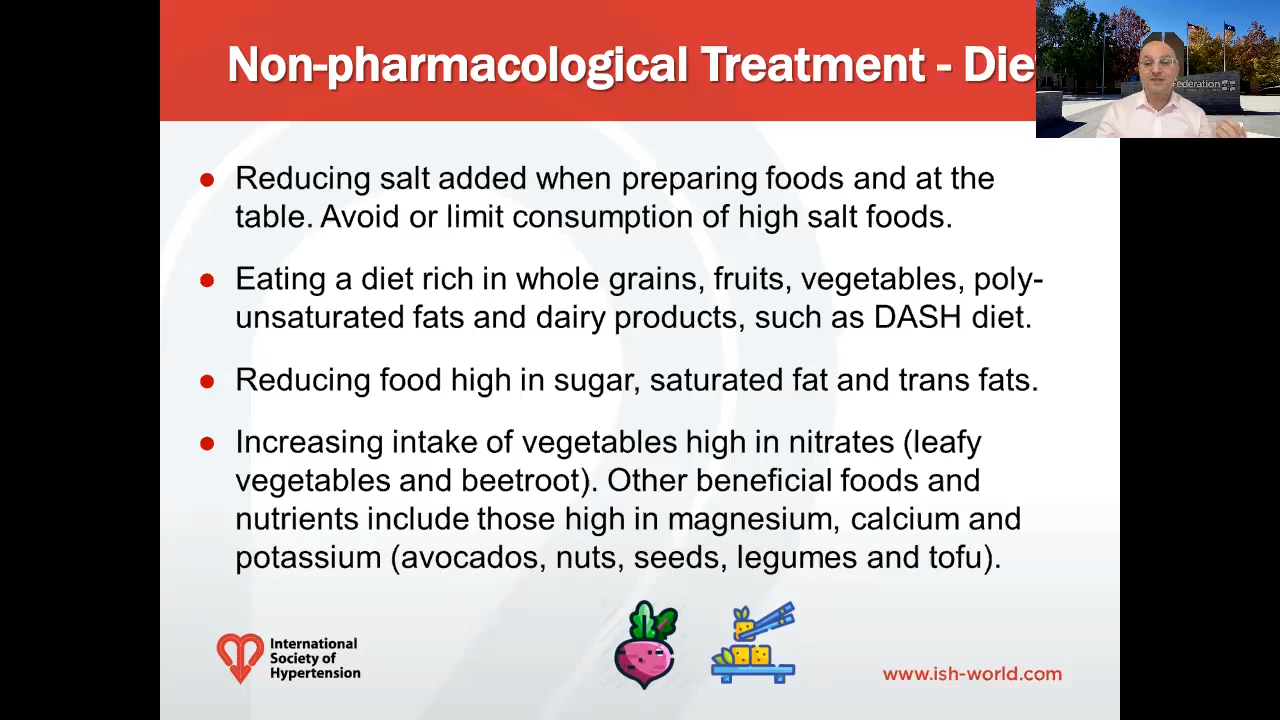 Non-pharmacological Treatment - Die
● Reducing salt added when preparing foods and at the
table. Avoid or limit consumption of high salt foods.
● Eating a diet rich in whole grains, fruits, vegetables, poly-
unsaturated fats and dairy products, such as DASH diet.
● Reducing food high in sugar, saturated fat and trans fats.
● Increasing intake of vegetables high in nitrates (leafy
vegetables and beetroot). Other beneficial foods and
nutrients include those high in magnesium, calcium and
potassium (avocados, nuts, seeds, legumes and tofu).
International
Society of
Hypertension
www.ish-world.com